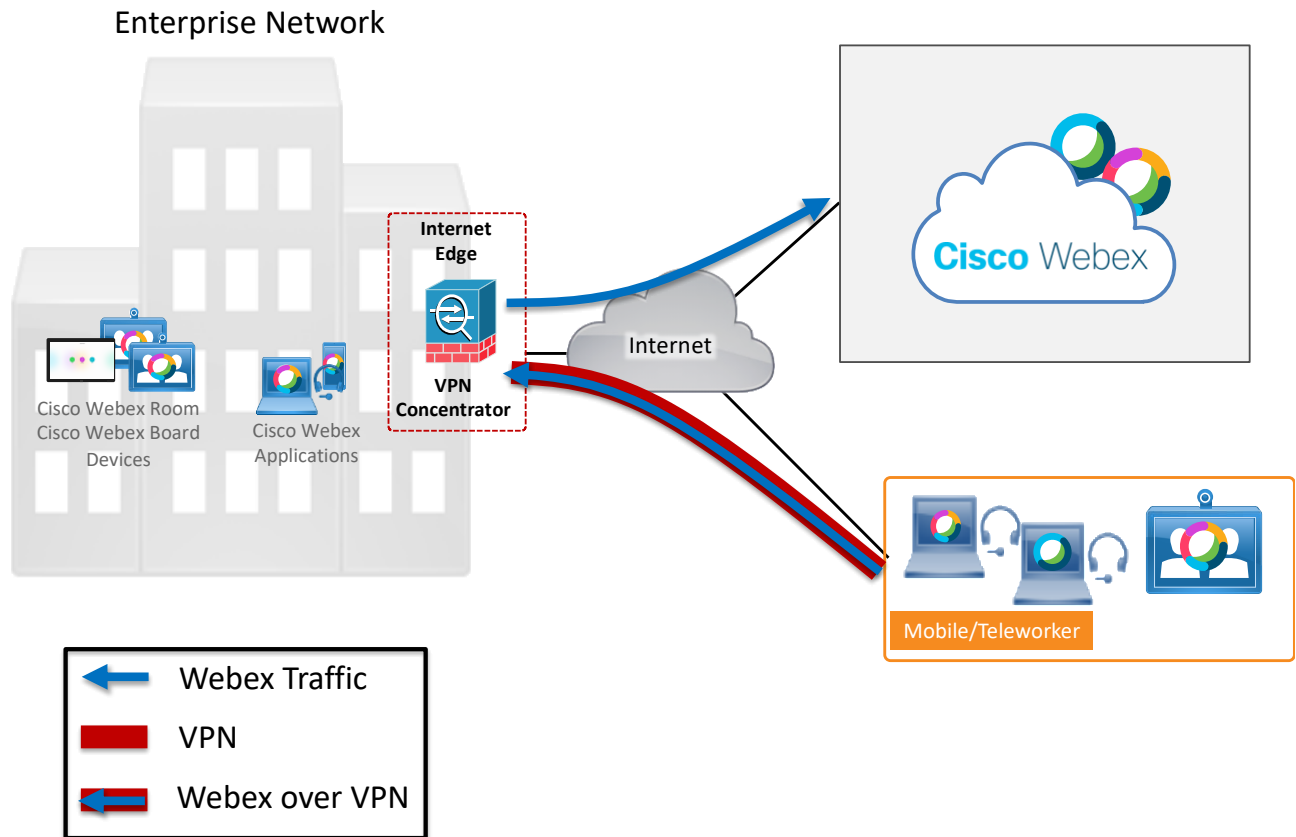 Enterprise Network
Internet
Edge
VPN
Concentrator
Cisco Webex Room
Cisco Webex Board
Devices
Cisco Webex
Applications
Internet
Cisco Webex
Mobile/Teleworker
Webex Traffic
VPN
Webex over VPN